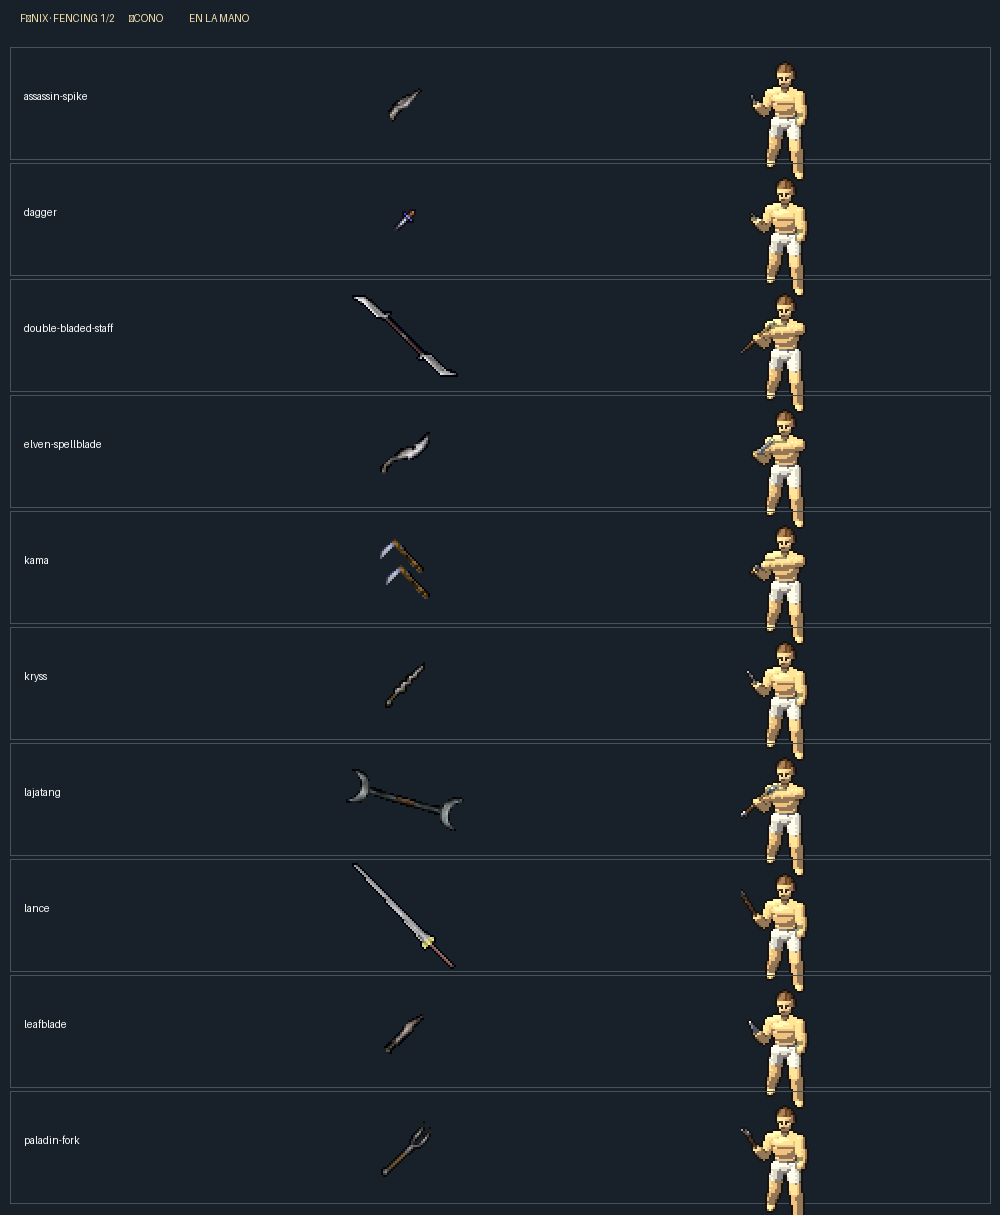 F▯NIX · FENCING 1/2 ▯CONO EN LA MANO
assassin-spike
dagger
double-bladed-staff
elven-spellblade
kama
kryss
lajatang
lance
leafblade
paladin-fork